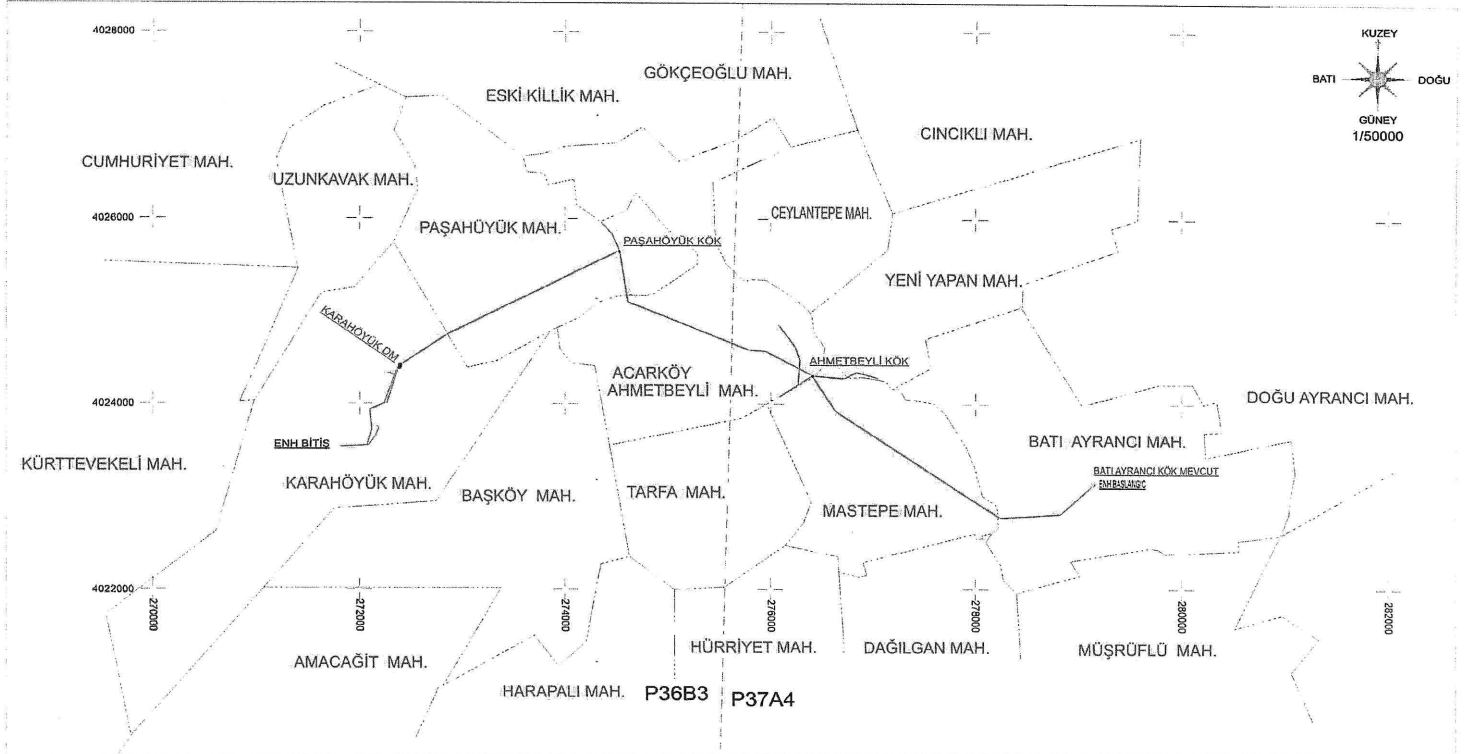 4028000
KUZEY
BATI
DOĞU
GÜNEY
1/50000
GÖKÇEOĞLU MAH.
ESKİ KİLLİK MAH.
CINCIKLI MAH.
CUMHURİYET MAH.
UZUNKAVAK MAH.
4026000
PAŞAHÜYÜK MAH.
CEYLANTEPE MAH.
PAŞAHÖYÜK KÖK
YENİ YAPAN MAH.
KARAHÖYÜK DM
AHMETBEYLİ KÖK
ACARKÖY
AHMETBEYLİ MAH.
4024000
DOĞU AYRANCI MAH.
ENH BİTİŞ
BATI AYRANCI MAH.
KÜRTTEVEKELİ MAH.
KARAHÖYÜK MAH.
BAŞKÖY MAH.
TARFA MAH.
BATI AYRANCI KÖK MEVCUT
ENH BAŞLANGIÇ
MASTEPE MAH.
4022000
270000
272000
274000
276000
278000
280000
282000
AMACAĞİT MAH.
HÜRRİYET MAH.
DAĞILGAN MAH.
MÜŞRÜFLÜ MAH.
HARAPALI MAH.
P36B3
P37A4